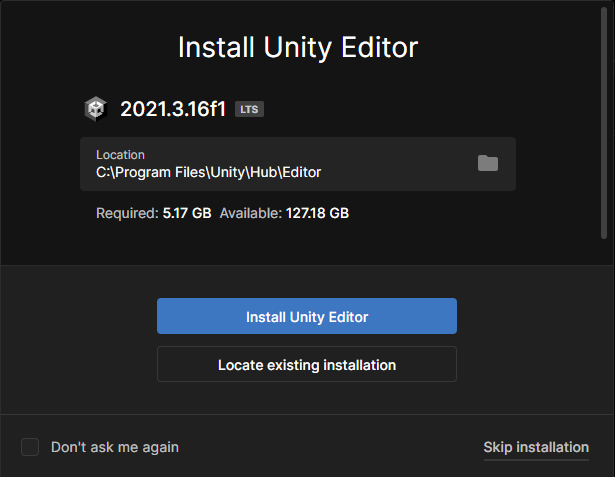 Install Unity Editor
2021.3.16f1 LTS
Location
C:\Program Files\Unity\Hub\Editor
Required: 5.17 GB Available: 127.18 GB
Install Unity Editor
Locate existing installation
Don't ask me again
Skip installation